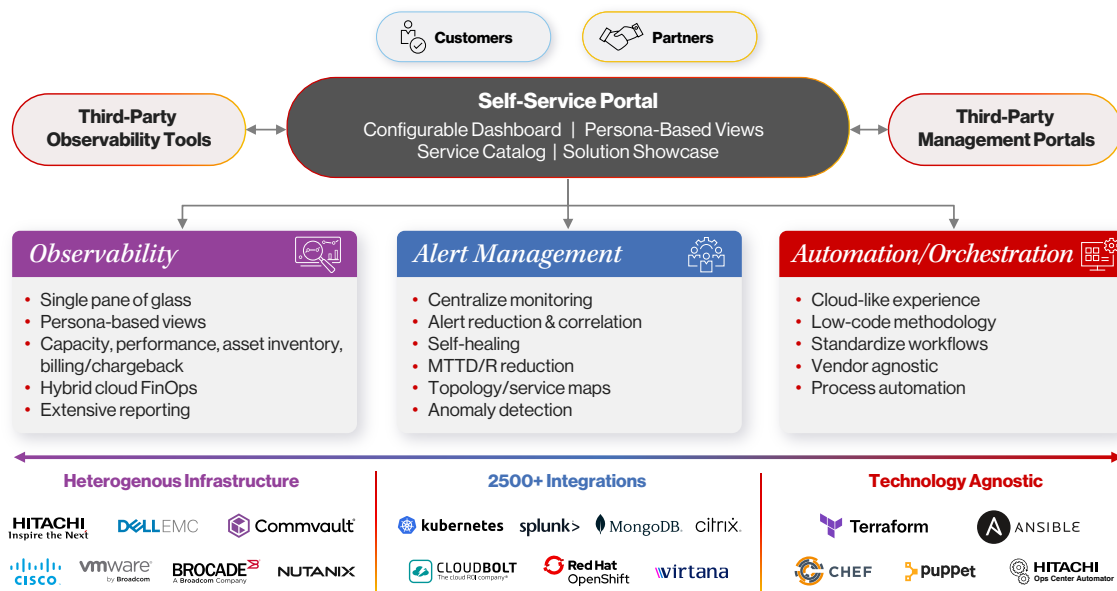 Customers
Partners
Third-Party
Observability Tools
Self-Service Portal
Configurable Dashboard | Persona-Based Views
Service Catalog | Solution Showcase
Third-Party
Management Portals
Observability
• Single pane of glass
• Persona-based views
• Capacity, performance, asset inventory,
billing/chargeback
• Hybrid cloud FinOps
• Extensive reporting
Alert Management
• Centralize monitoring
• Alert reduction & correlation
• Self-healing
• MTTD/R reduction
• Topology/service maps
• Anomaly detection
Automation/Orchestration
• Cloud-like experience
• Low-code methodology
• Standardize workflows
• Vendor agnostic
• Process automation
Heterogenous Infrastructure
HITACHI
Inspire the Next
DELLEMC
Commvault®
CISCO.
vmware®
by Broadcom
BROCADE
A Broadcom Company
NUTANIX
2500+ Integrations
kubernetes
splunk>
MongoDB.
citrix.
CLOUDBOLT
The cloud ROI company®
Red Hat
OpenShift
virtana
Technology Agnostic
Terraform
A ANSIBLE
CHEF
puppet
HITACHI
Ops Center Automator